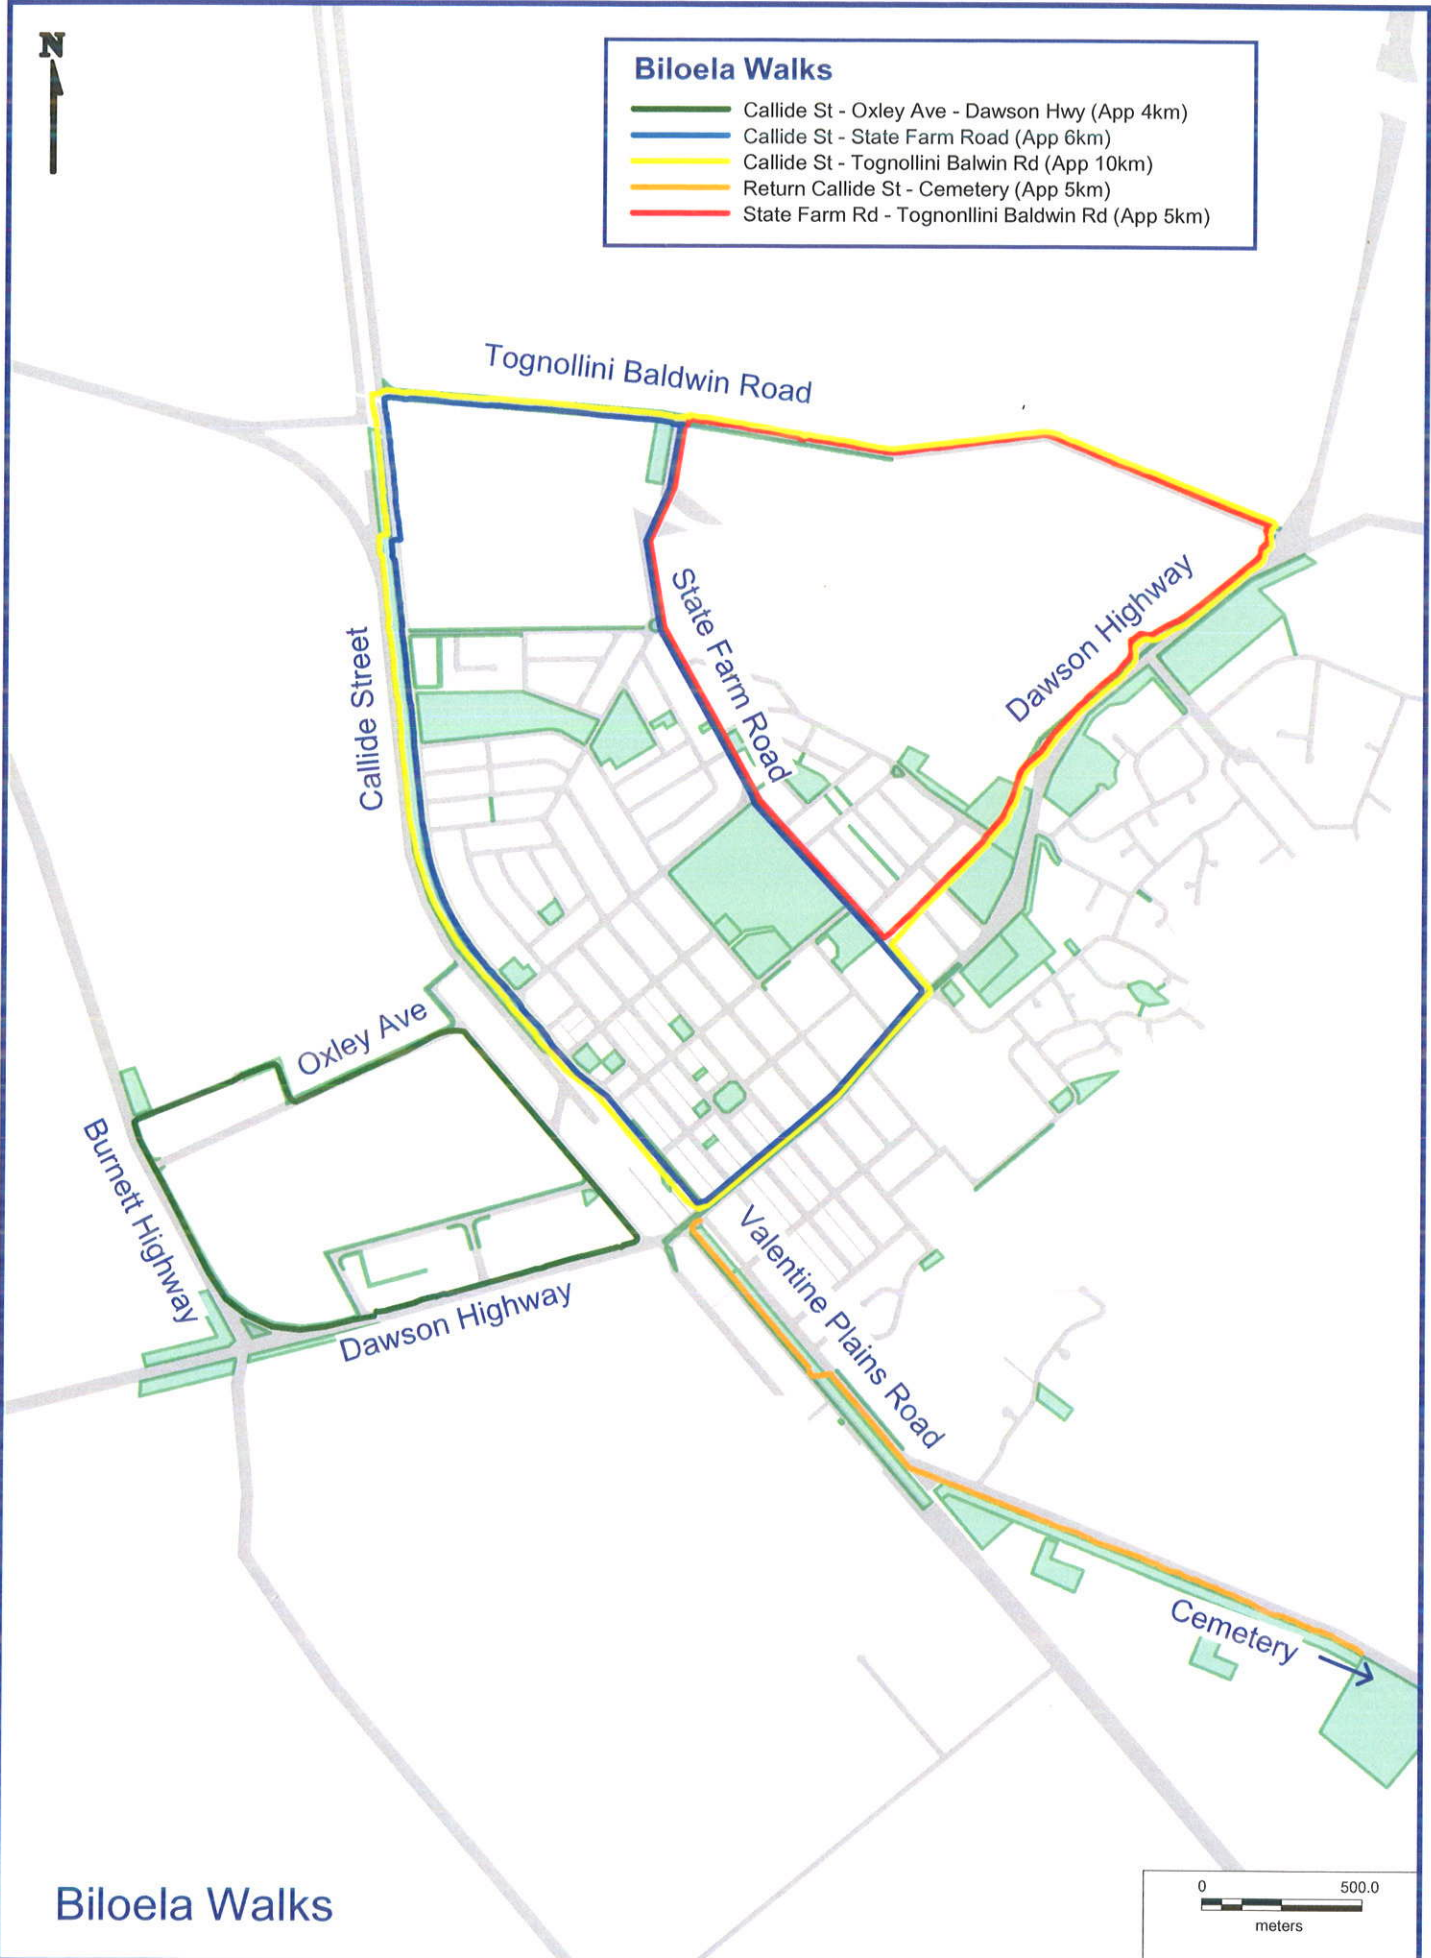 N
Biloela Walks
Callide St - Oxley Ave - Dawson Hwy (App 4km)
Callide St - State Farm Road (App 6km)
Callide St - Tognollini Balwin Rd (App 10km)
Return Callide St - Cemetery (App 5km)
State Farm Rd - Tognonllini Baldwin Rd (App 5km)
Tognollini Baldwin Road
State Farm Road
Dawson Highway
Callide Street
Oxley Ave
Burnett Highway
Dawson Highway
Valentine Plains Road
Cemetery
Biloela Walks
0 500.0
meters